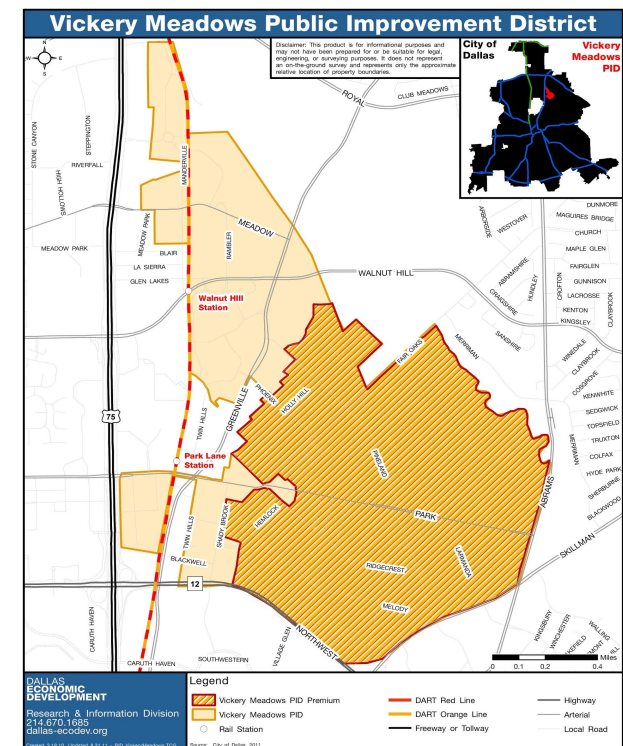 Vickery Meadows Public Improvement District
Disclaimer: This product is for informational purposes and
may not have been prepared for or be suitable for legal,
engineering, or surveying purposes. It does not represent
an on-the-ground survey and represents only the approximate
relative location of property boundaries.
City of
Dallas
Vickery
Meadows
PID
N
W
E
S
ROYAL
CLUB MEADOWS
STONE CANYON
STEPPINGTON
RIVERFALL
HIGH HOLLOWS
MANDERVILLE
MEADOW PARK
MEADOW PARK
BLAIR
LA SIERRA
GLEN LAKES
RAMBLER
MEADOW
WALNUT HILL
Walnut Hill
Station
ARBORSIDE
WESTOVER
DUNMORE
MAGUIRES BRIDGE
CHURCH
MAPLE GLEN
FAIRGLEN
ABRAMSHIRE
HUNDLEY
CROFTON
GUNNISON
LACROSSE
CLAYBROOK
CRAIGSHIRE
KENTON
KINGSLEY
SANSHIRE
MERRIMAN
FAIR OAKS
WINEDALE
CLAYBROOK
COSGROVE
KENWHITE
SEDGWICK
TOPSFIELD
TRUXTON
MERRIMAN
COLFAX
HYDE PARK
SHERBURNE
BLACKWOOD
PHOENIX
HOLLY HILL
GREENVILLE
TWIN HILLS
75
Park Lane
Station
PINELAND
ABRAMS
PARK
HEMLOCK
SHADY BROOK
TWIN HILLS
BLACKWELL
SKILLMAN
LARMANDA
RIDGECREST
MELODY
12
NORTHWEST
CARUTH HAVEN
CARUTH HAVEN
SOUTHWESTERN
VILLAGE GLEN
KINGSBURY
WINCHESTER
WALLING
Miles
0
0.1
0.2
0.4
DALLAS
ECONOMIC
DEVELOPMENT
Research & Information Division
214.670.1685
dallas-ecodev.org
Legend
Vickery Meadows PID Premium
Vickery Meadows PID
Rail Station
DART Red Line
DART Orange Line
Freeway or Tollway
Highway
Arterial
Local Road
Source: City of Dallas, 2011